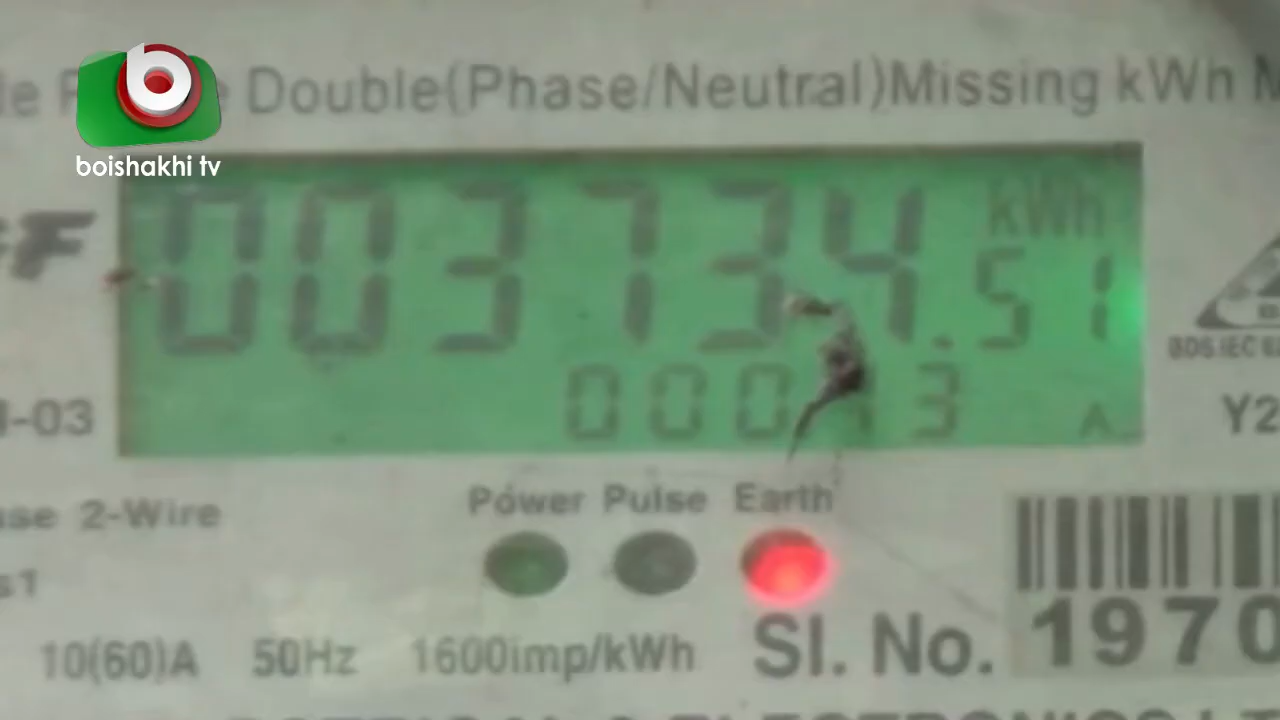 Double(Phase/Neutral)Missing kWh
boishakhi tv
003734.51 kWh
A
-03
Y2
Power Pulse Earth
2-Wire
10(60)A 50Hz 1600imp/kWh
Sl. No. 1970